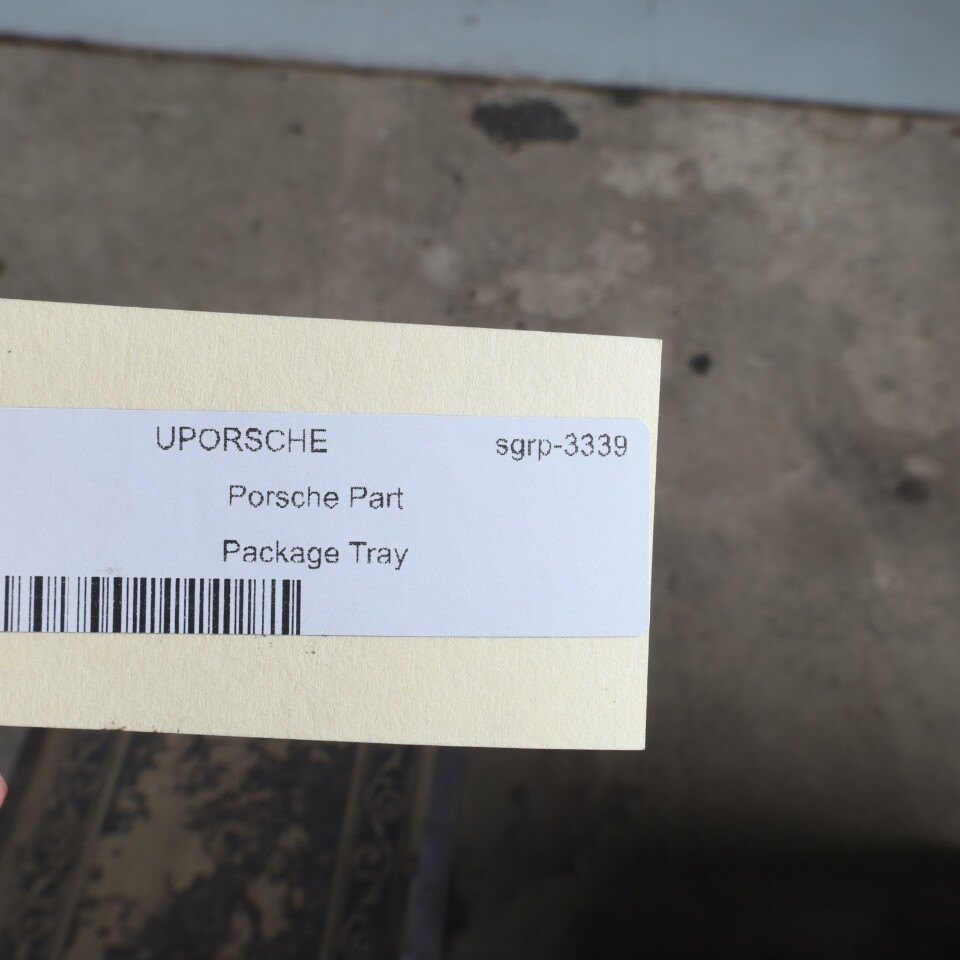 UPORSCHE sgrp-3339
Porsche Part
Package Tray